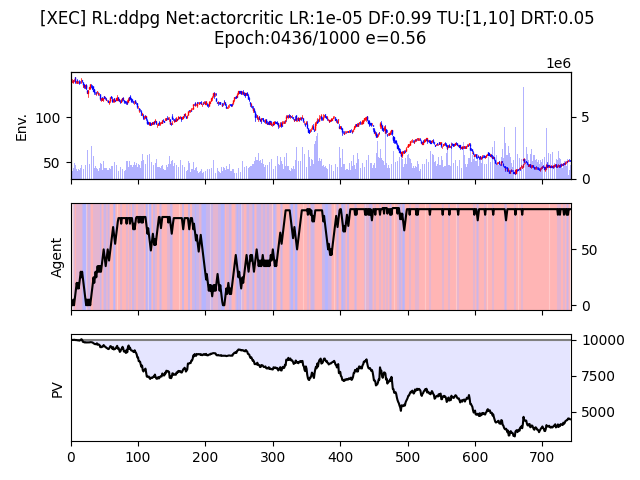 [XEC] RL:ddpg Net:actorcritic LR:1e-05 DF:0.99 TU:[1,10] DRT:0.05
Epoch:0436/1000 e=0.56
1e6
Env.
100
50
5
0
Agent
50
0
PV
10000
7500
5000
0 100 200 300 400 500 600 700